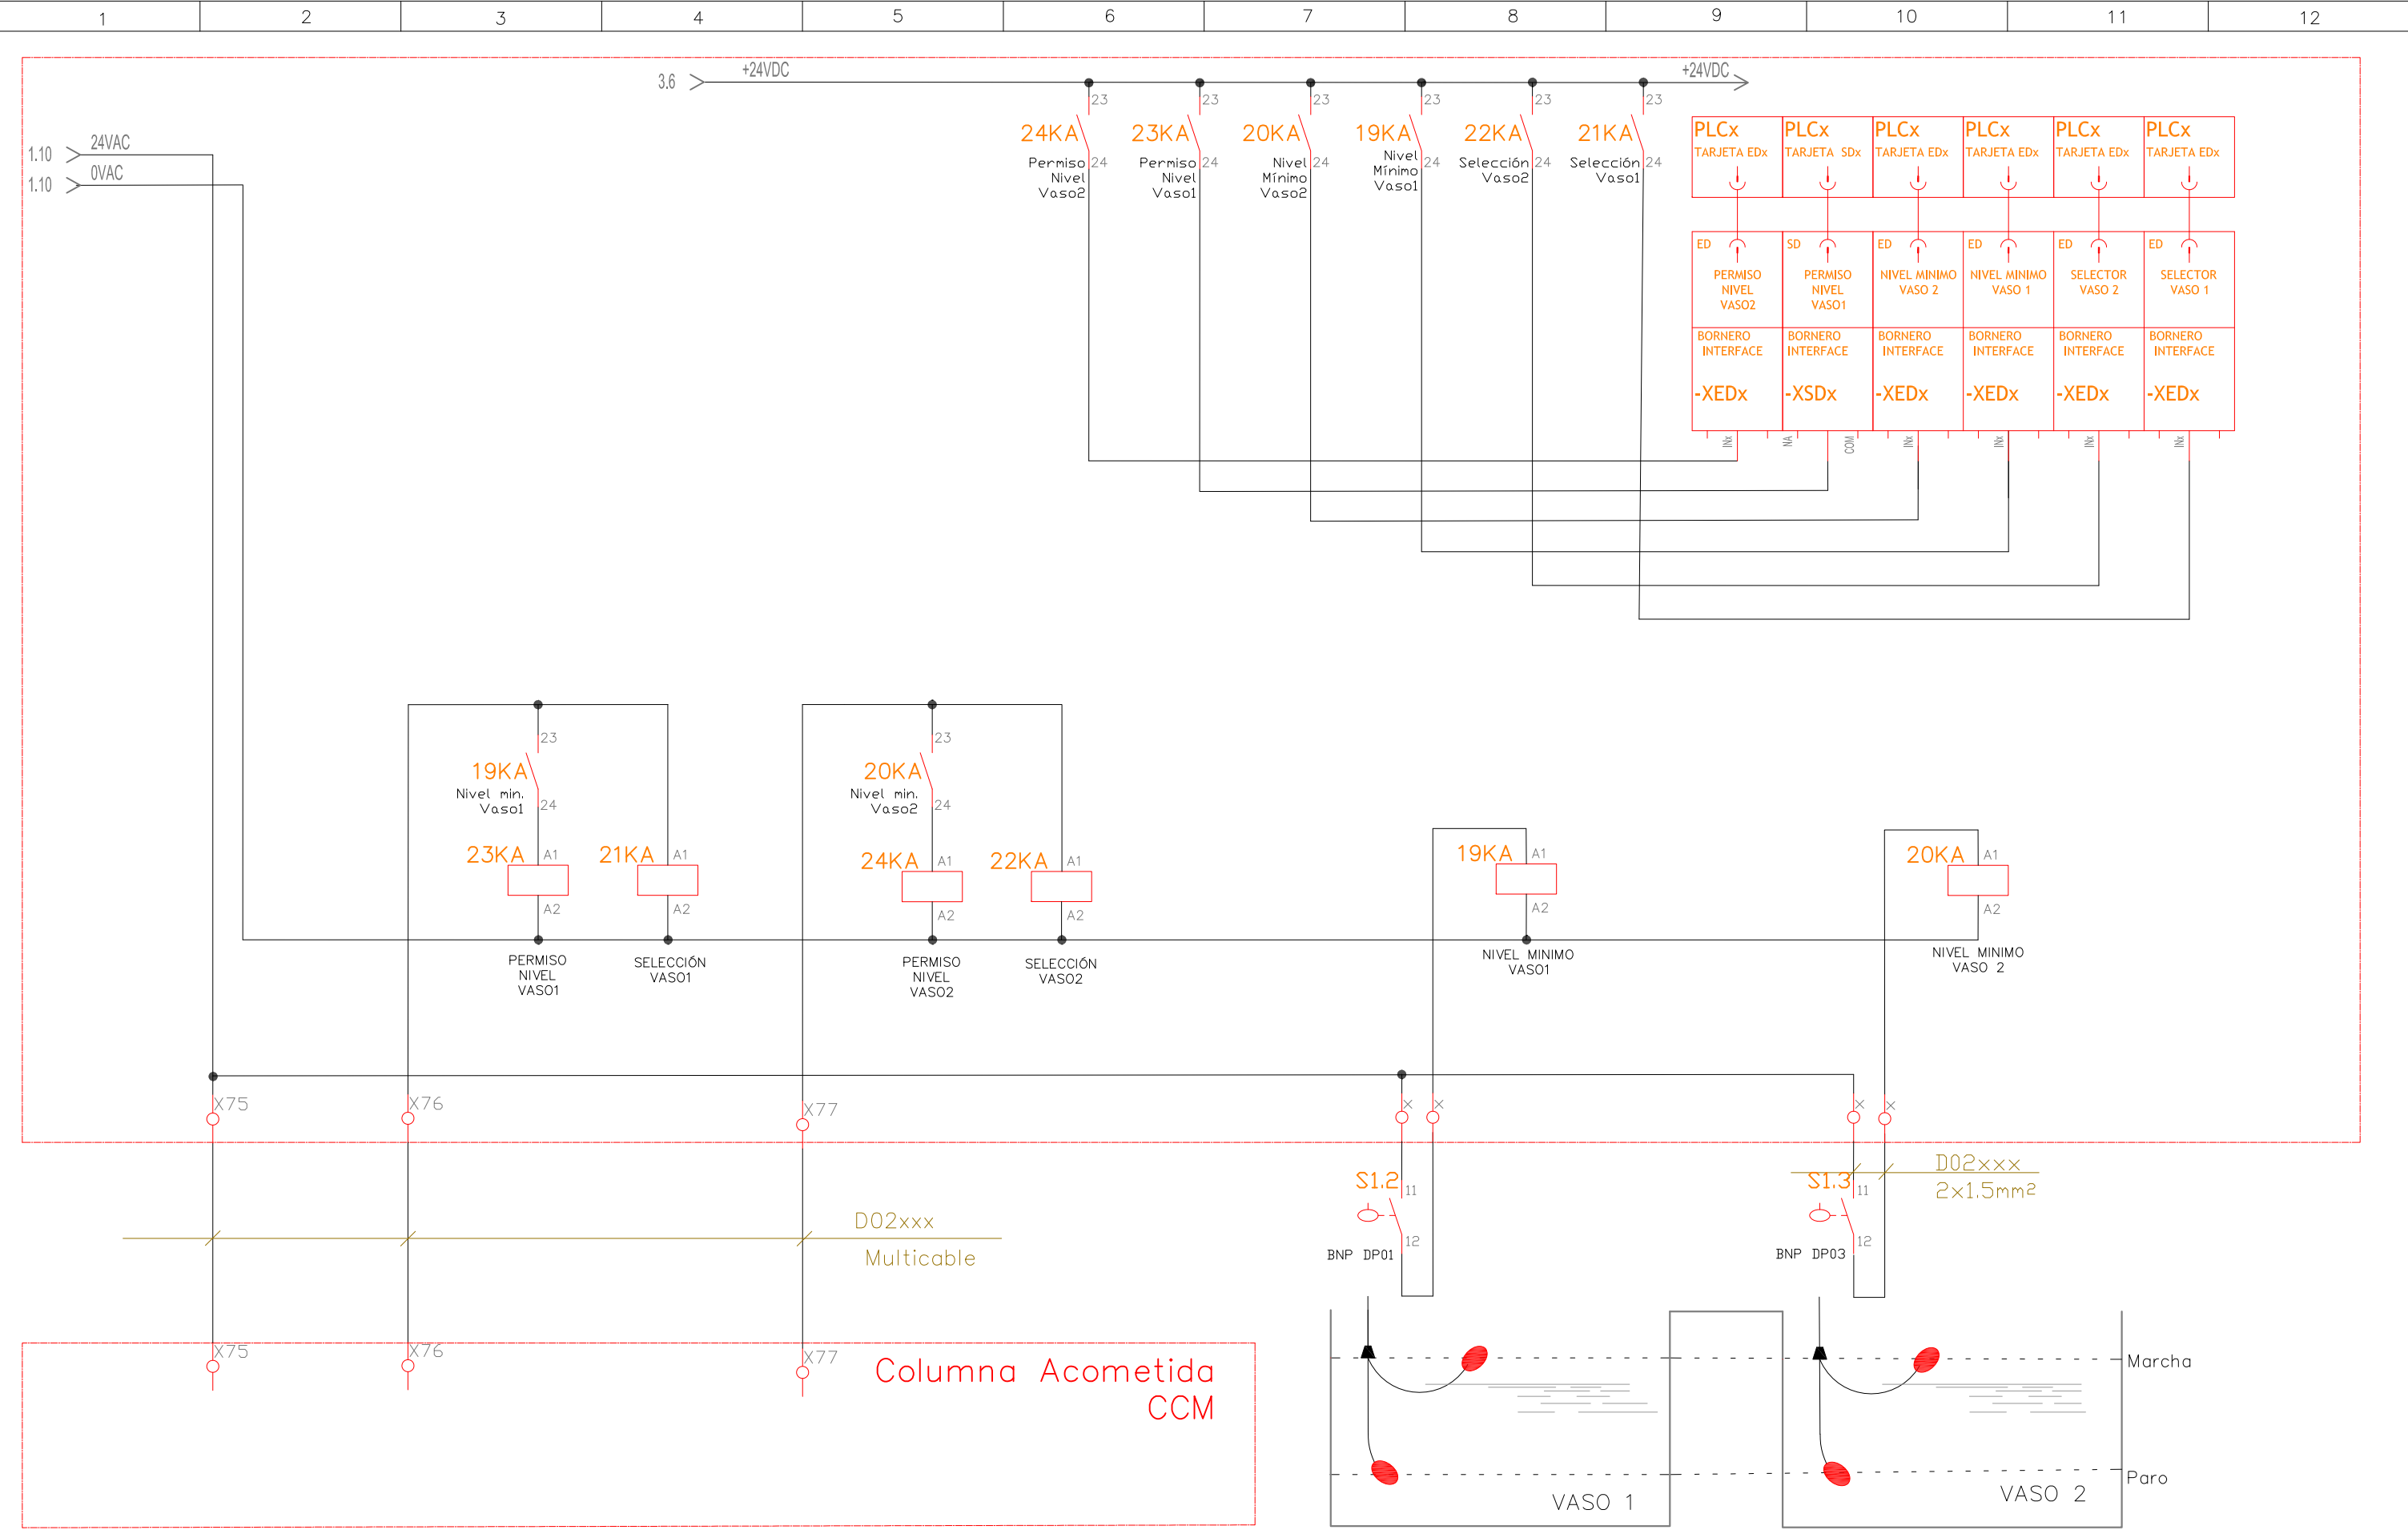 1 2 3 4 5 6 7 8 9 10 11 12
3.6 +24VDC +24VDC
1.10 24VAC
1.10 0VAC
23 23 23 23 23 23
24KA 23KA 20KA 19KA 22KA 21KA
24 24 24 24 24 24
Permiso
Nivel
Vaso2
Permiso
Nivel
Vaso1
Nivel
Mínimo
Vaso2
Nivel
Mínimo
Vaso1
Selección
Vaso2
Selección
Vaso1
PLCx PLCx PLCx PLCx PLCx PLCx
TARJETA EDx TARJETA SDx TARJETA EDx TARJETA EDx TARJETA EDx TARJETA EDx
ED SD ED ED ED ED
PERMISO
NIVEL
VASO2
PERMISO
NIVEL
VASO1
NIVEL MINIMO
VASO 2
NIVEL MINIMO
VASO 1
SELECTOR
VASO 2
SELECTOR
VASO 1
BORNERO BORNERO BORNERO BORNERO BORNERO BORNERO
INTERFACE INTERFACE INTERFACE INTERFACE INTERFACE INTERFACE
-XEDx -XSDx -XEDx -XEDx -XEDx -XEDx
INx NA COM INx INx INx INx
23 23
19KA 20KA
Nivel min.
Vaso1
24
Nivel min.
Vaso2
24
23KA A1 21KA A1 24KA A1 22KA A1 19KA A1 20KA A1
A2 A2 A2 A2 A2 A2
PERMISO
NIVEL
VASO1
SELECCIÓN
VASO1
PERMISO
NIVEL
VASO2
SELECCIÓN
VASO2
NIVEL MINIMO
VASO1
NIVEL MINIMO
VASO 2
X75 X76 X77 X X X X
S1.2 11
12
BNP DP01
S1.3 11
12
BNP DP03
D02xxx
2x1.5mm²
D02xxx
Multicable
X75 X76 X77
Columna Acometida
CCM
Marcha
Paro
VASO 1
VASO 2